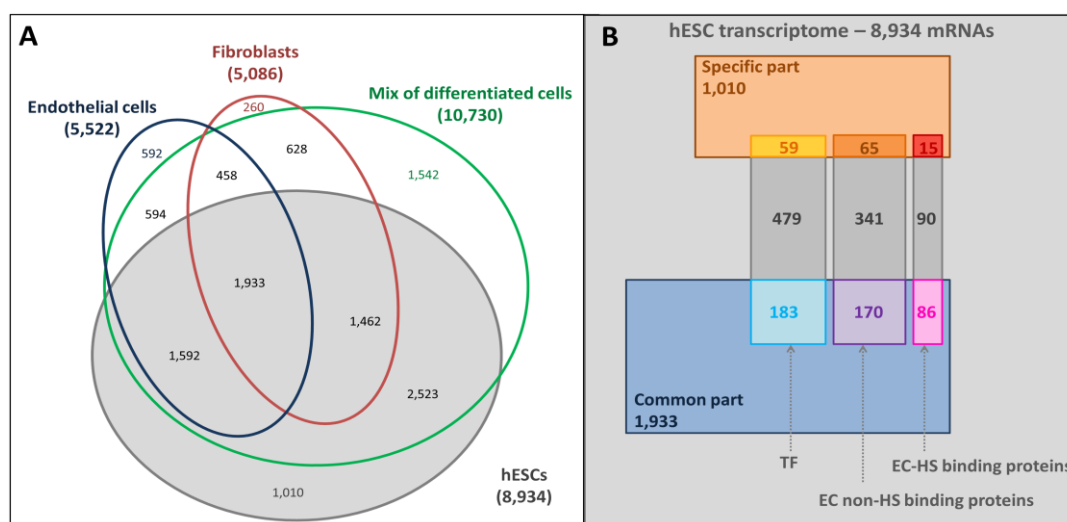 A
Fibroblasts
(5,086)
Endothelial cells
(5,522)
Mix of differentiated cells
(10,730)
260
592
628
1,542
458
594
1,933
1,462
1,592
2,523
hESCs
(8,934)
1,010
B
hESC transcriptome – 8,934 mRNAs
Specific part
1,010
59 65 15
479 341 90
183 170 86
Common part
1,933
TF
EC-HS binding proteins
EC non-HS binding proteins